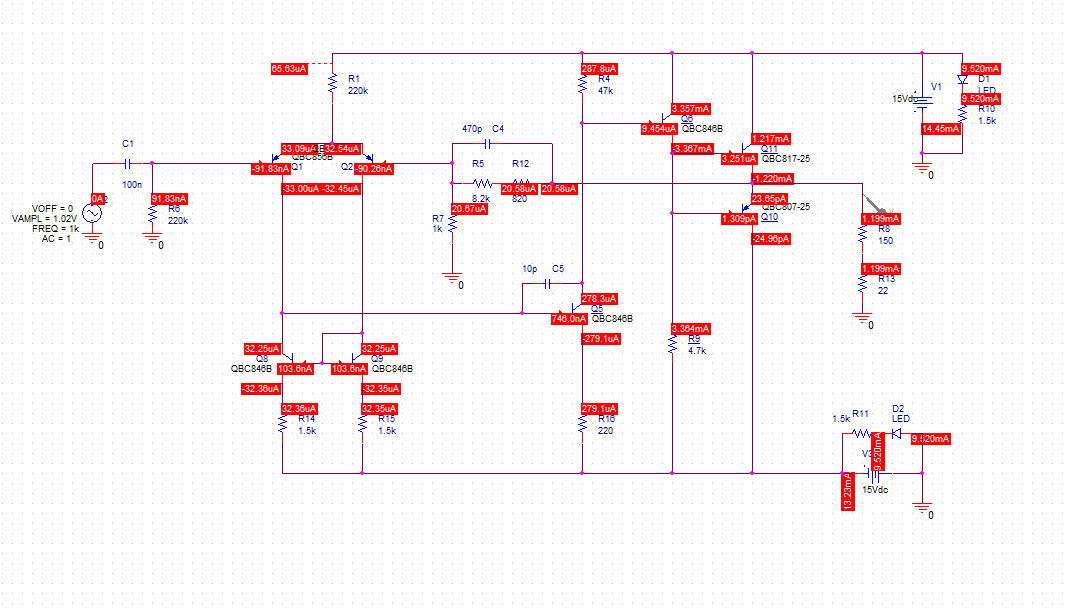 65.63uA
R1
220k
287.8uA
R4
47k
9.520mA
D1
LED
9.520mA
R10
1.5k
V1
15Vdc
14.45mA
0
3.357mA
Q6
9.454uA
QBC846B
-3.367mA
1.217mA
Q11
3.251uA
QBC817-25
-1.220mA
470p
C4
C1
100n
33.09uA
32.54uA
QBC856B
-91.83nA
Q1
Q2
-90.26nA
-33.00uA
-32.45uA
R5
8.2k
R12
820
20.58uA
20.58uA
20.67uA
R7
1k
0
0A
VOFF = 0
VAMPL = 1.02V
FREQ = 1k
AC = 1
0
91.83nA
R6
220k
0
23.65pA
QBC807-25
1.309pA
Q10
-24.96pA
1.199mA
R8
150
1.199mA
R13
22
0
10p
C5
278.3uA
Q5
746.0nA
QBC846B
-279.1uA
32.25uA
Q8
QBC846B
103.6nA
-32.36uA
32.25uA
Q9
103.6nA
QBC846B
-32.35uA
3.364mA
R9
4.7k
32.36uA
R14
1.5k
32.35uA
R15
1.5k
279.1uA
R16
220
1.5k
R11
D2
LED
9.520mA
9.520mA
15Vdc
13.23mA
0